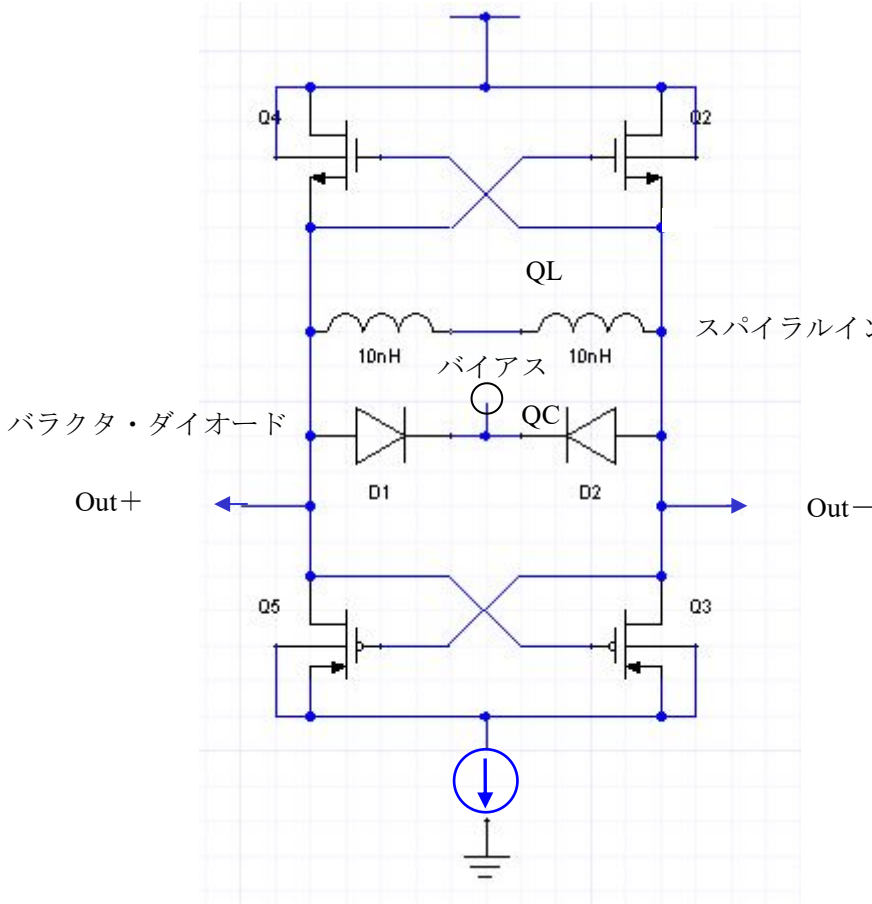 Q4
Q2
QL
スパイラルイン
10nH
10nH
バイアス
バラクタ・ダイオード
QC
D1
D2
Out＋
Out－
Q5
Q3